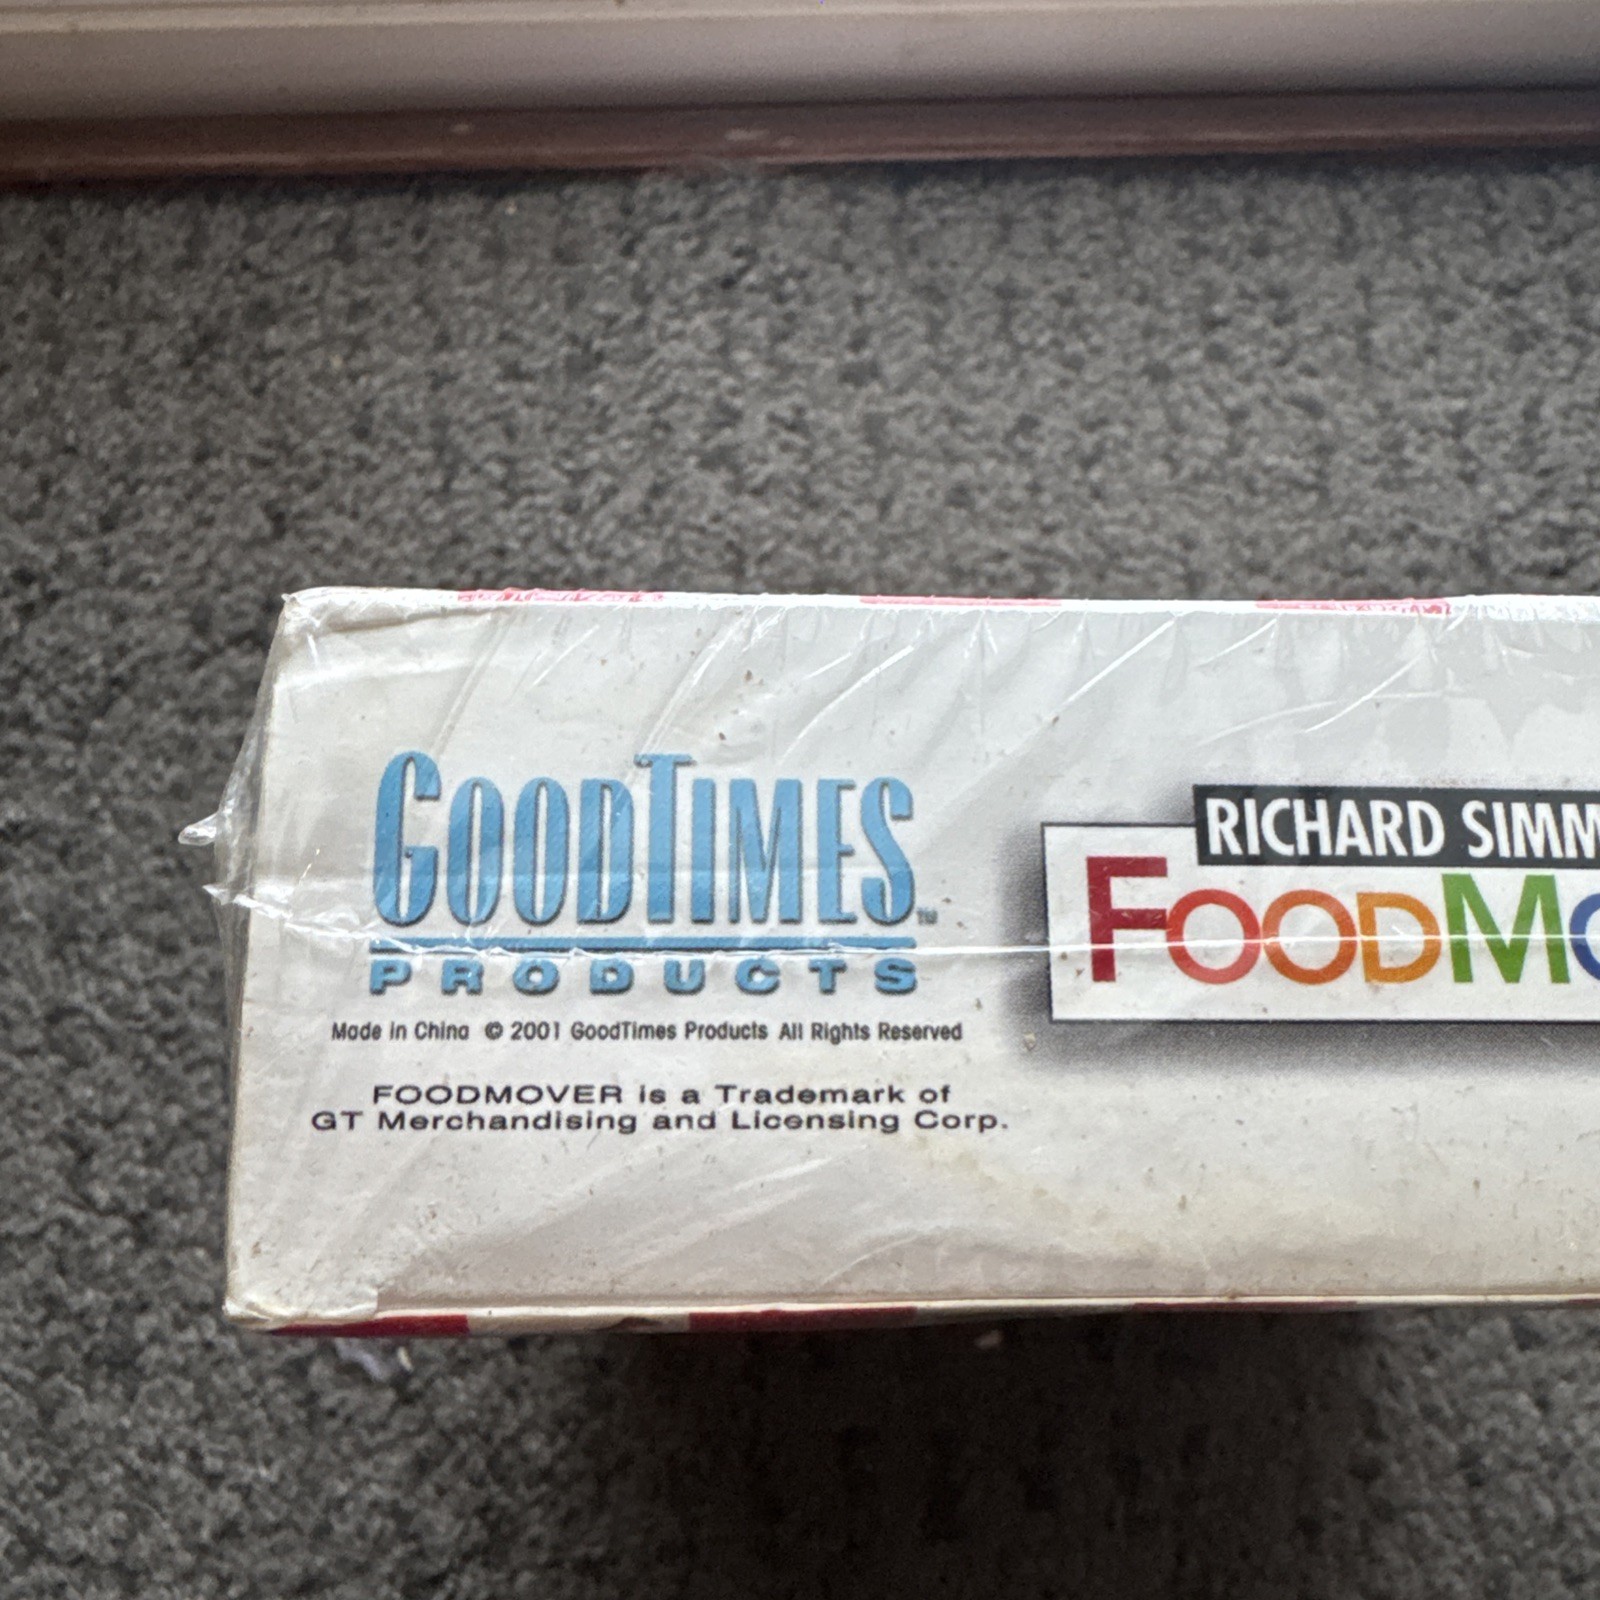 GOODTIMES™
PRODUCTS
Made in China © 2001 GoodTimes Products All Rights Reserved
FOODMOVER is a Trademark of
GT Merchandising and Licensing Corp.
RICHARD SIMM
FOODMO